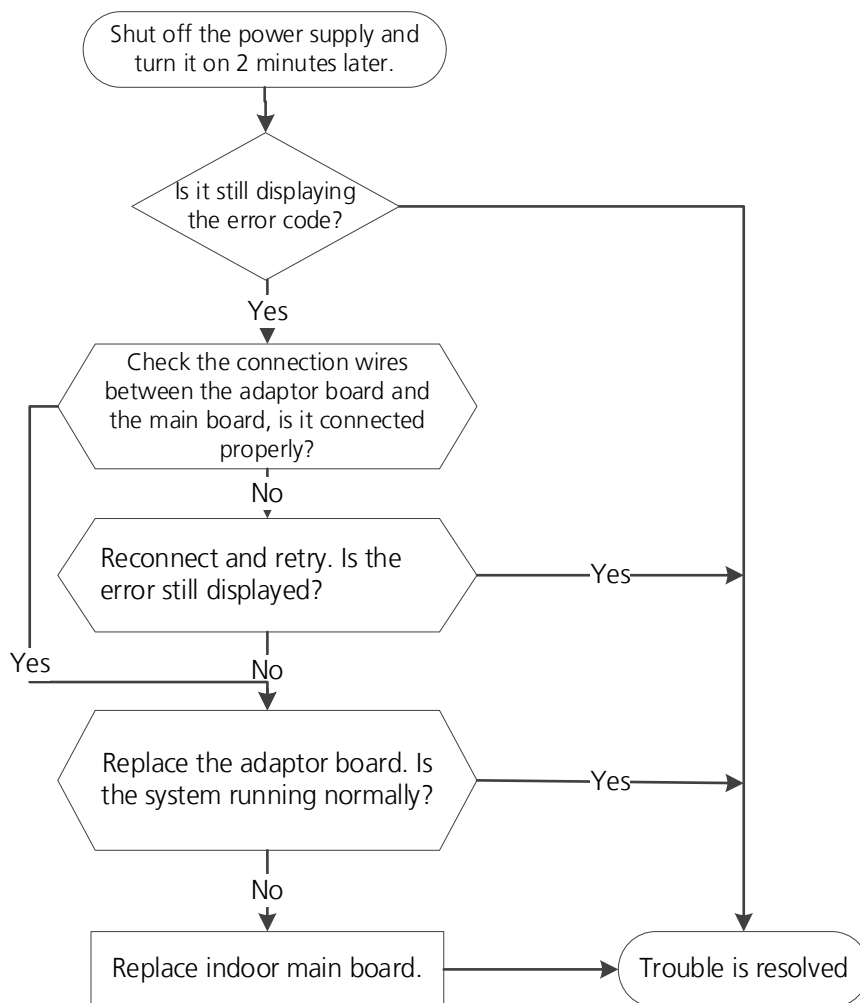 Shut off the power supply and
turn it on 2 minutes later.
Is it still displaying
the error code?
Yes
Check the connection wires
between the adaptor board and
the main board, is it connected
properly?
No
Reconnect and retry. Is the
error still displayed?
Yes
Yes
No
Replace the adaptor board. Is
the system running normally?
Yes
No
Replace indoor main board.
Trouble is resolved